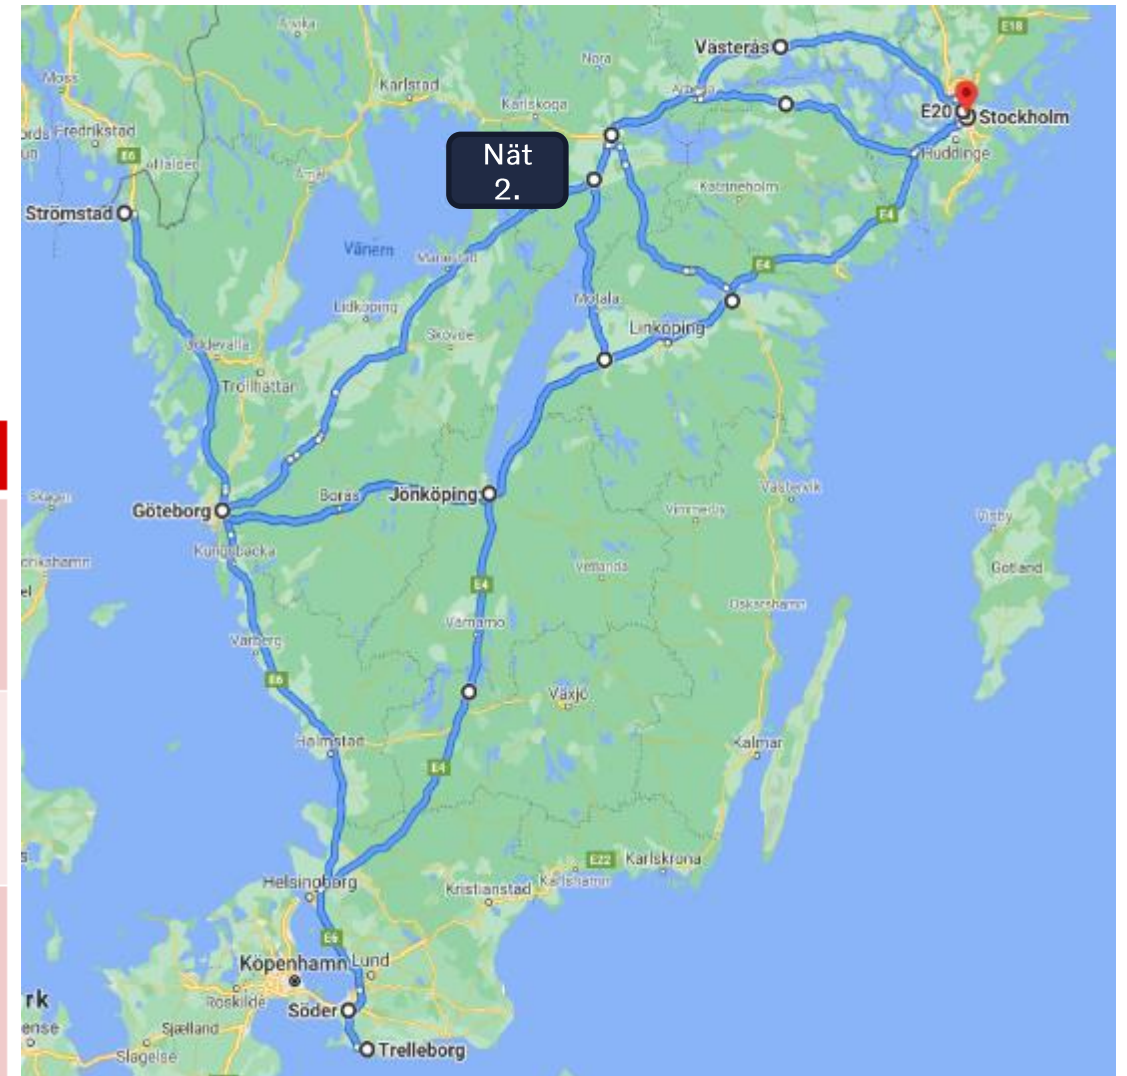 Arvika
E18
Västerås
Nora
Moss
Karlstad
Karlskoga
Arboga
E20
Stockholm
Fredrikstad
Nät
2.
E6
Halden
Huddinge
Åmål
Katrineholm
Strömstad
E4
Vänern
Mariestad
E4
Lidköping
Motala
Skövde
Linköping
Uddevalla
Trollhättan
Skagen
Borås
Jönköping
Västervik
Göteborg
Vimmerby
Visby
Kungsbacka
Gotland
Vetlanda
E4
Oskarshamn
Värnamo
Varberg
E6
Växjö
Halmstad
Kalmar
E4
E22
Karlskrona
Helsingborg
Kristianstad
Karlshamn
E6
Köpenhamn
Lund
rk
Roskilde
Söder
Sjælland
Slagelse
Trelleborg